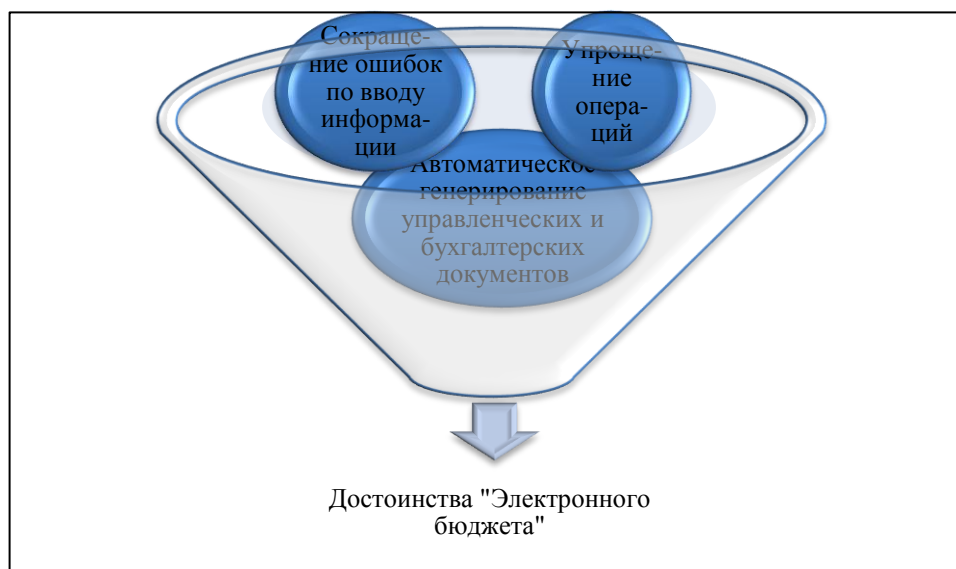 Сокраще-
ние ошибок
по вводу
информа-
ции
Упроще-
ние
опера-
ций
Автоматическое
генерирование
управленческих и
бухгалтерских
документов
Достоинства "Электронного
бюджета"